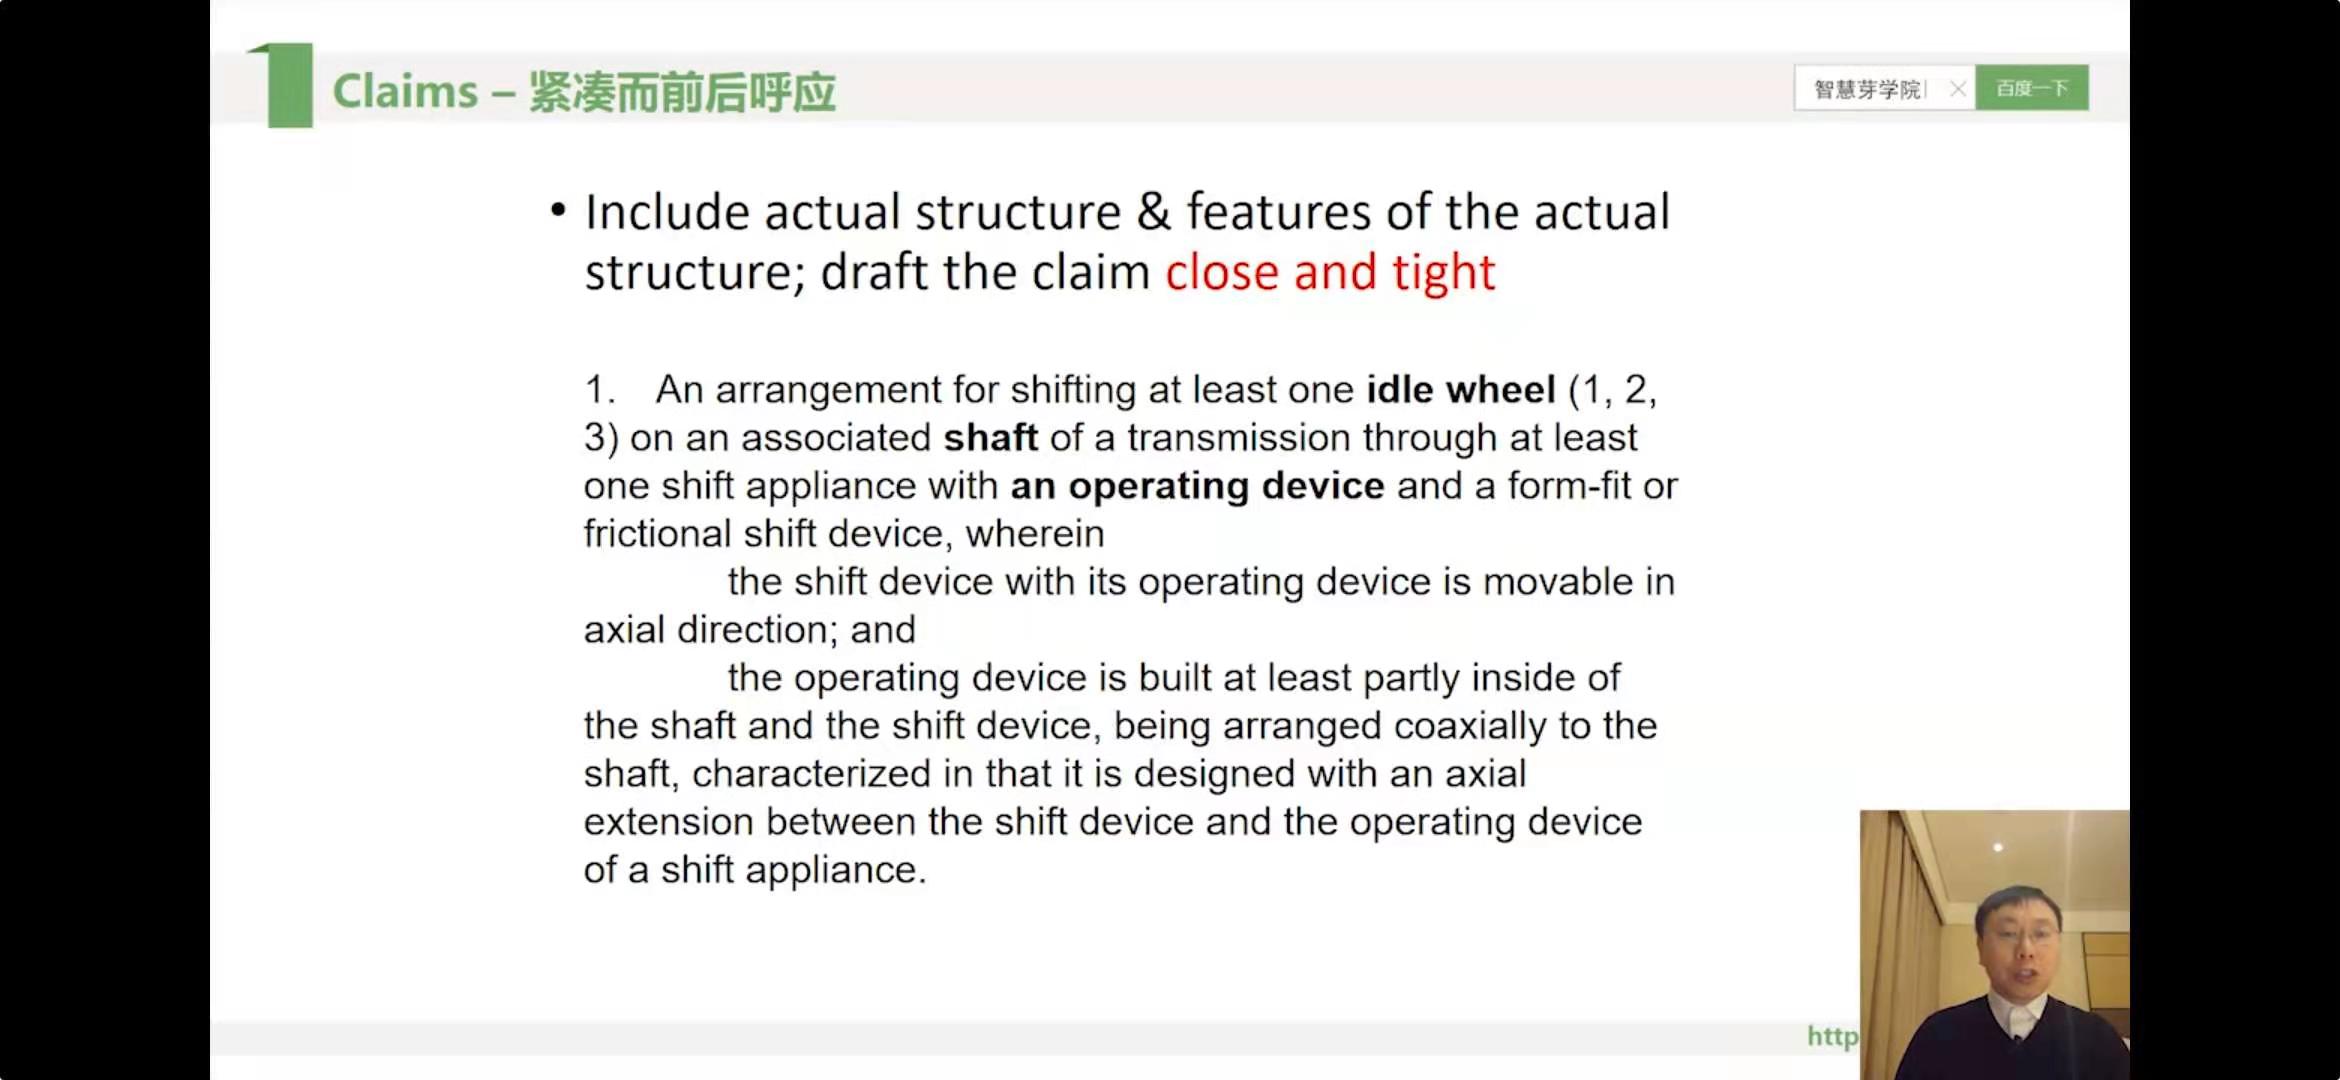 Claims – 紧凑而前后呼应
智慧芽学院
百度一下
• Include actual structure & features of the actual
structure; draft the claim close and tight
1. An arrangement for shifting at least one idle wheel (1, 2,
3) on an associated shaft of a transmission through at least
one shift appliance with an operating device and a form-fit or
frictional shift device, wherein
the shift device with its operating device is movable in
axial direction; and
the operating device is built at least partly inside of
the shaft and the shift device, being arranged coaxially to the
shaft, characterized in that it is designed with an axial
extension between the shift device and the operating device
of a shift appliance.
http